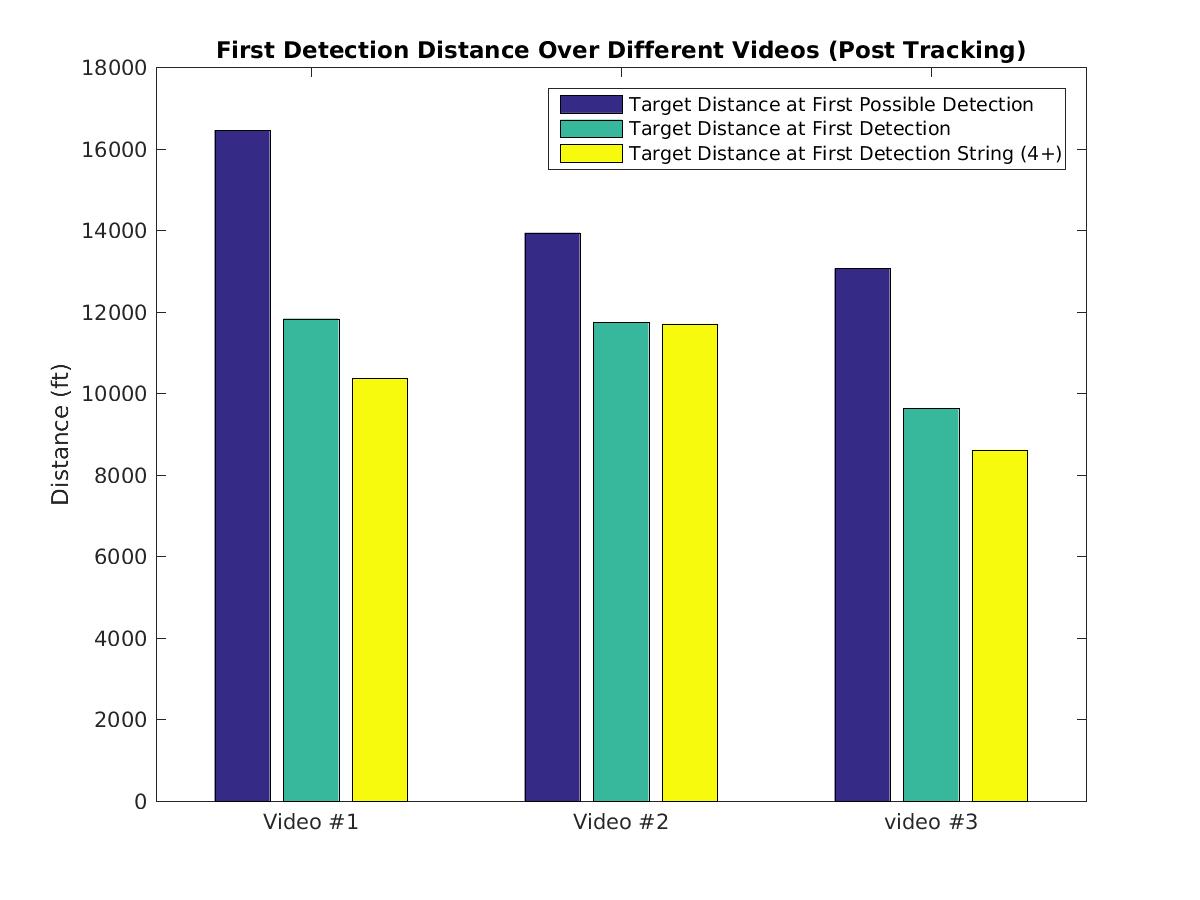 First Detection Distance Over Different Videos (Post Tracking)
18000
16000
14000
12000
10000
8000
6000
4000
2000
0
Distance (ft)
Target Distance at First Possible Detection
Target Distance at First Detection
Target Distance at First Detection String (4+)
Video #1
Video #2
video #3